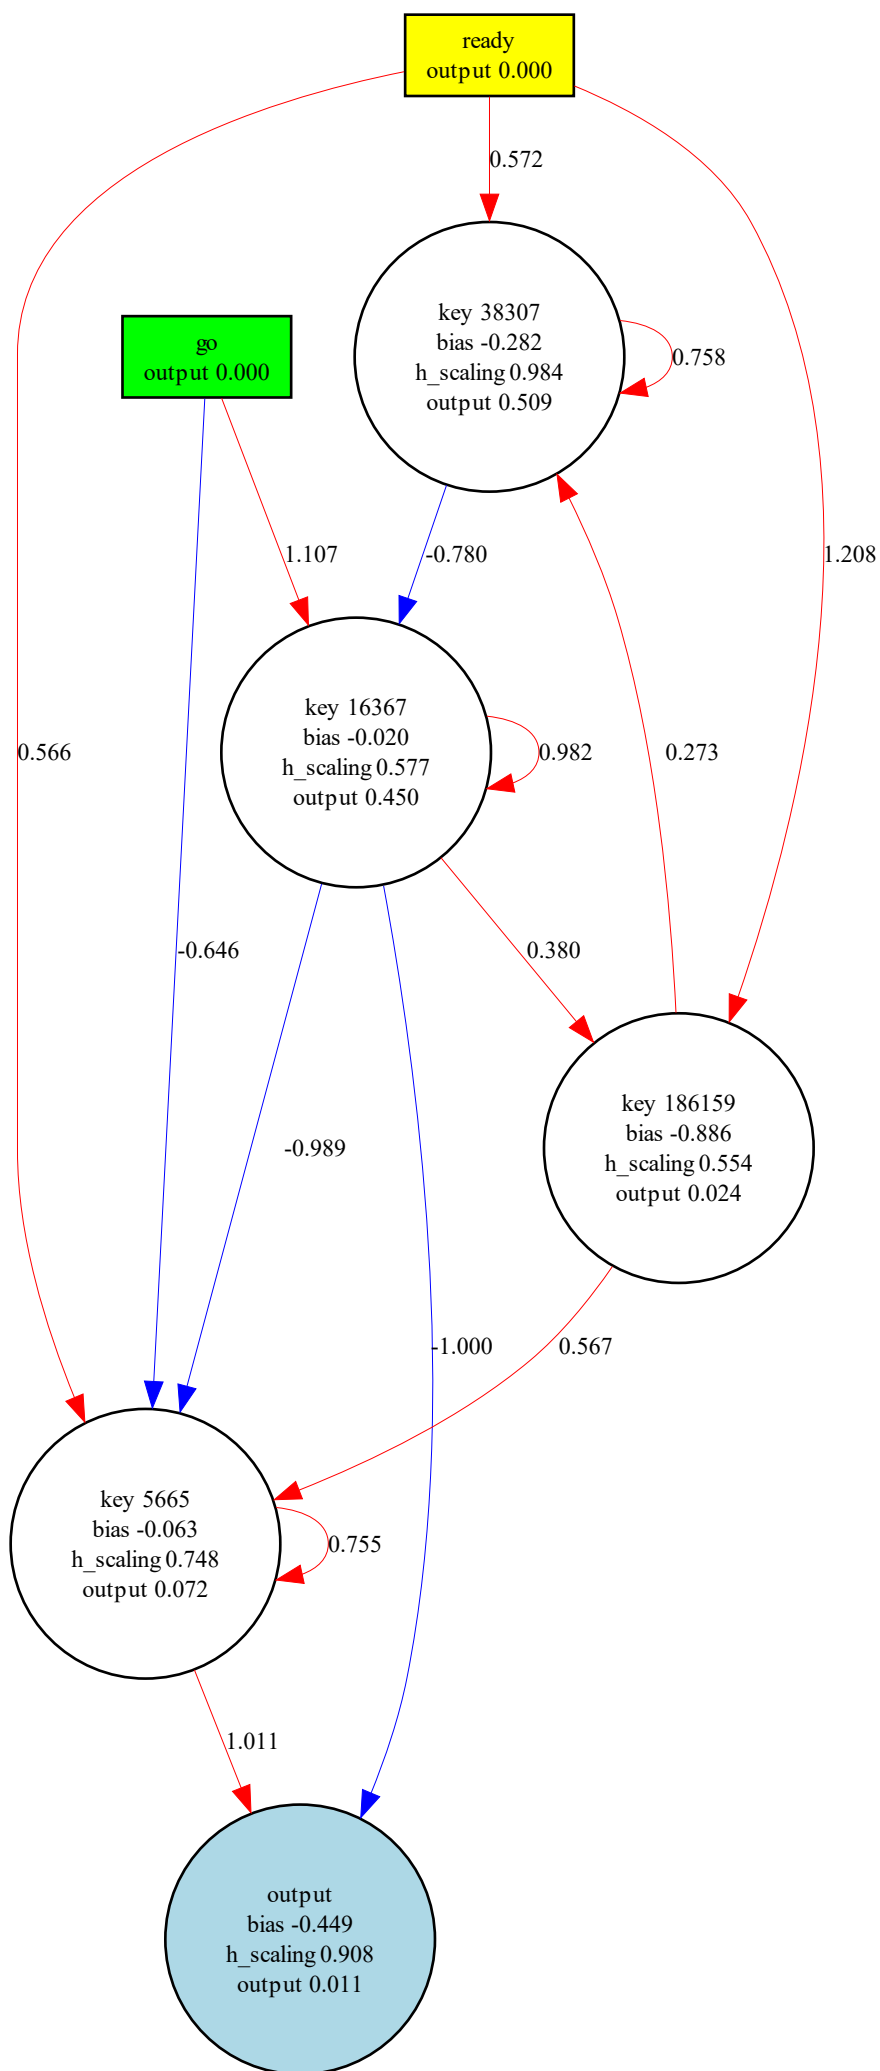 ready
output 0.000
0.572
key 38307
bias -0.282
h_scaling 0.984
output 0.509
0.758
go
output 0.000
1.107
-0.780
1.208
key 16367
bias -0.020
h_scaling 0.577
output 0.450
0.566
0.982
0.273
-0.646
0.380
key 186159
bias -0.886
h_scaling 0.554
output 0.024
-0.989
-1.000
0.567
key 5665
bias -0.063
h_scaling 0.748
output 0.072
0.755
1.011
output
bias -0.449
h_scaling 0.908
output 0.011